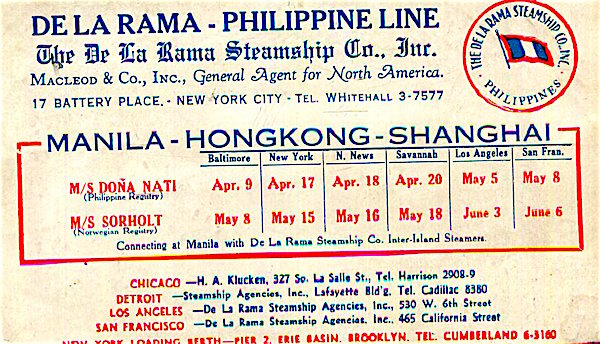 DE LA RAMA - PHILIPPINE LINE
The De La Rama Steamship Co., Inc.
MACLEOD & CO., INC., General Agent for North America.
17 BATTERY PLACE. - NEW YORK CITY - TEL. WHITEHALL 3-7577
THE DE LA RAMA STEAMSHIP CO., INC. • PHILIPPINES •
MANILA - HONGKONG - SHANGHAI
Baltimore New York N. News Savannah Los Angeles San Fran.
M/S DOÑA NATI Apr. 9 Apr. 17 Apr. 18 Apr. 20 May 5 May 8
(Philippine Registry)
M/S SORHOLT May 8 May 15 May 16 May 18 June 3 June 6
(Norwegian Registry)
Connecting at Manila with De La Rama Steamship Co. Inter-Island Steamers.
CHICAGO —H. A. Klucken, 327 So. La Salle St., Tel. Harrison 2908-9
DETROIT —Steamship Agencies, Inc., Lafayette Bld'g. Tel. Cadillac 8380
LOS ANGELES —De La Rama Steamship Agencies, Inc., 530 W. 6th Street
SAN FRANCISCO —De La Rama Steamship Agencies, Inc., 465 California Street
NEW YORK LOADING BERTH—PIER 2, ERIE BASIN, BROOKLYN. TEL. CUMBERLAND 6-3160